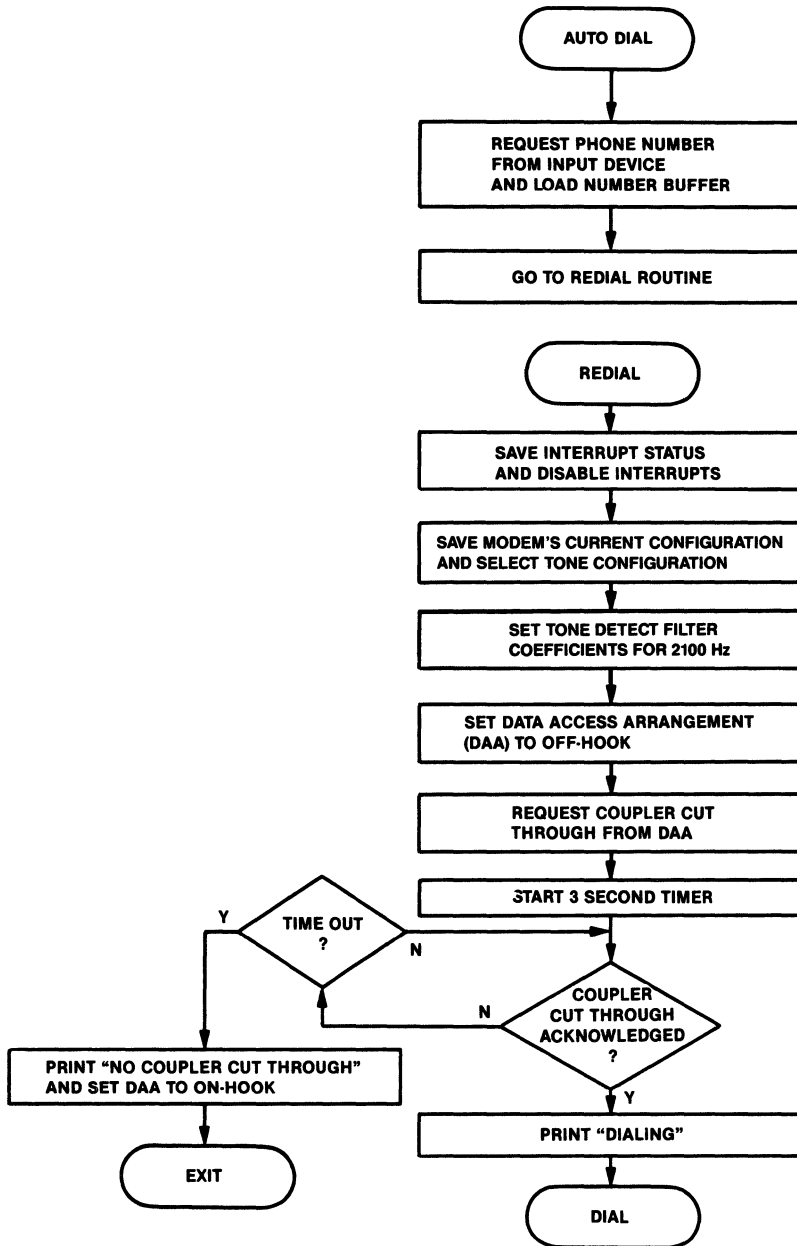 AUTO DIAL
REQUEST PHONE NUMBER
FROM INPUT DEVICE
AND LOAD NUMBER BUFFER
GO TO REDIAL ROUTINE
REDIAL
SAVE INTERRUPT STATUS
AND DISABLE INTERRUPTS
SAVE MODEM'S CURRENT CONFIGURATION
AND SELECT TONE CONFIGURATION
SET TONE DETECT FILTER
COEFFICIENTS FOR 2100 Hz
SET DATA ACCESS ARRANGEMENT
(DAA) TO OFF-HOOK
REQUEST COUPLER CUT
THROUGH FROM DAA
START 3 SECOND TIMER
Y
TIME OUT
?
N
N
COUPLER
CUT THROUGH
ACKNOWLEDGED
?
Y
PRINT “NO COUPLER CUT THROUGH”
AND SET DAA TO ON-HOOK
PRINT “DIALING”
EXIT
DIAL